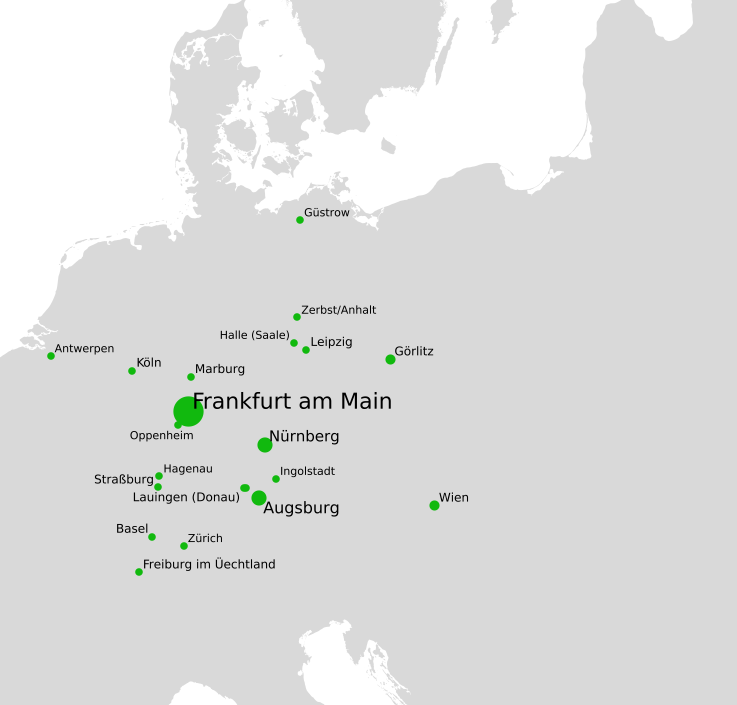 Güstrow
Zerbst/Anhalt
Halle (Saale)
Leipzig
Antwerpen
Görlitz
Köln
Marburg
Frankfurt am Main
Oppenheim
Nürnberg
Hagenau
Ingolstadt
Straßburg
Lauingen (Donau)
Wien
Augsburg
Basel
Zürich
Freiburg im Üechtland